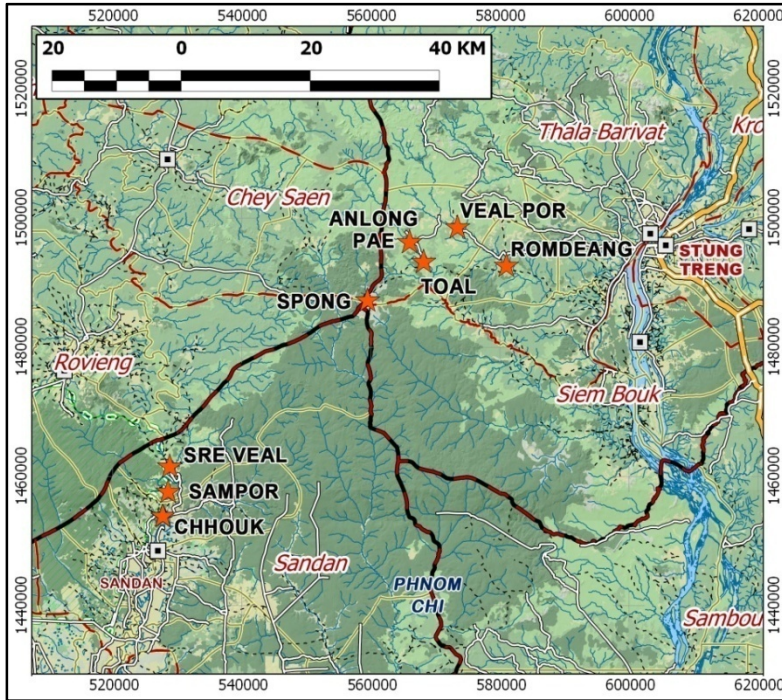 520000 540000 560000 580000 600000 620000
20 0 20 40 KM
1520000
1520000
Thala Barivat
Kro
Chey Saen
ANLONG
PAE
VEAL POR
1500000
1500000
ROMDEANG
STUNG
TRENG
TOAL
SPONG
1480000
1480000
Rovieng
Siem Bouk
SRE VEAL
1460000
1460000
SAMPOR
CHHOUK
Sandan
SANDAN
PHNOM
CHI
1440000
1440000
Sambou
520000 540000 560000 580000 600000 620000